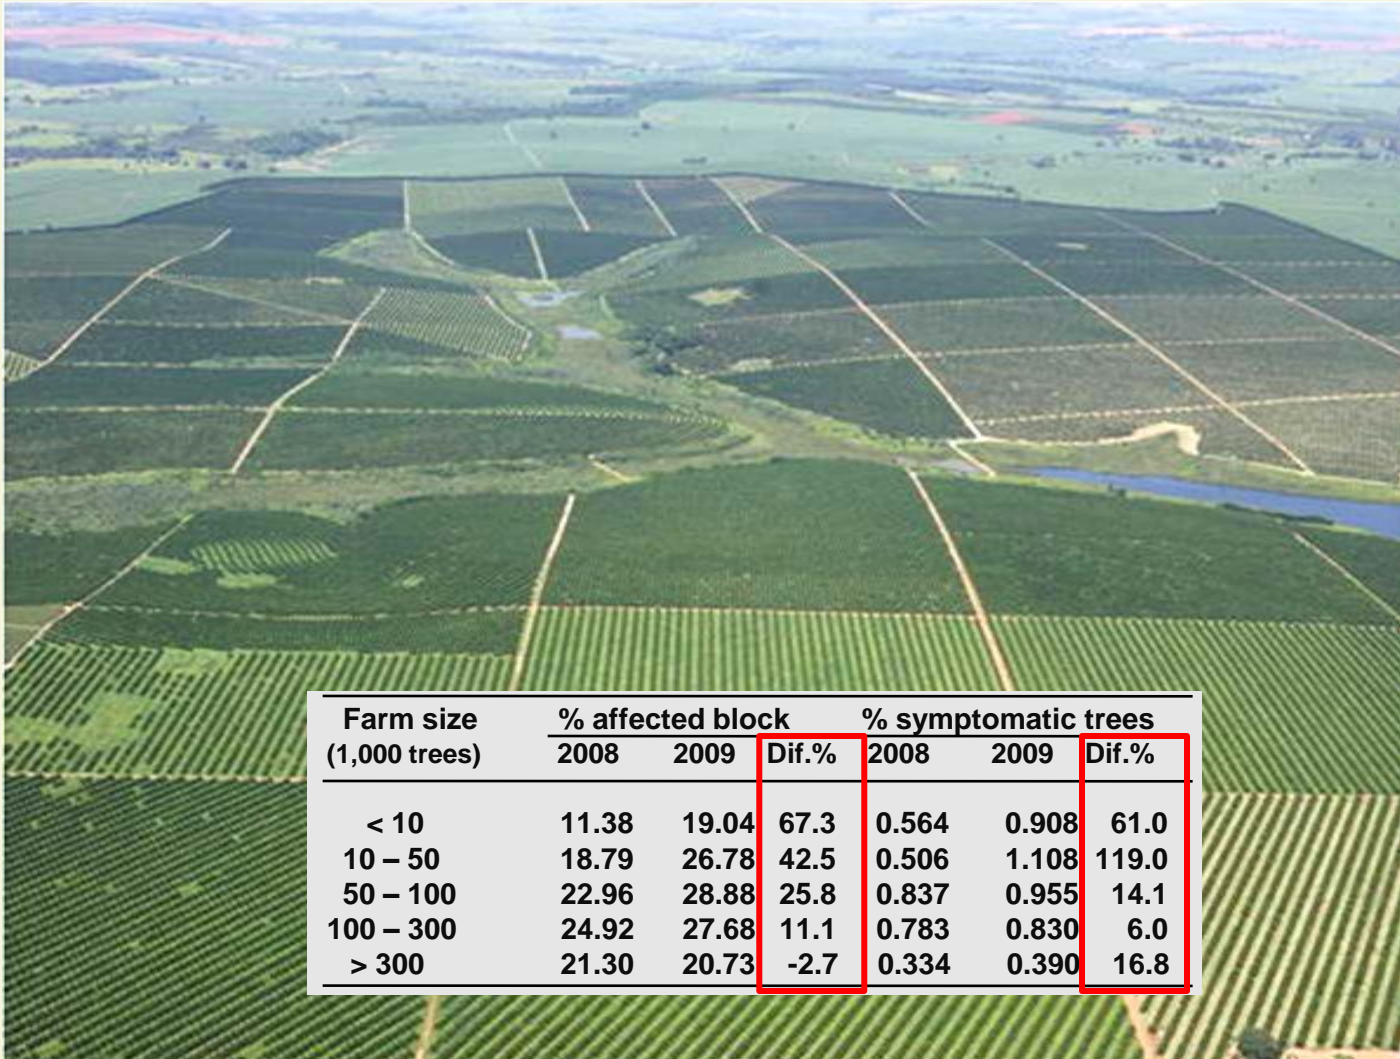 Farm size % affected block % symptomatic trees
(1,000 trees) 2008 2009 Dif.% 2008 2009 Dif.%
< 10 11.38 19.04 67.3 0.564 0.908 61.0
10 – 50 18.79 26.78 42.5 0.506 1.108 119.0
50 – 100 22.96 28.88 25.8 0.837 0.955 14.1
100 – 300 24.92 27.68 11.1 0.783 0.830 6.0
> 300 21.30 20.73 -2.7 0.334 0.390 16.8